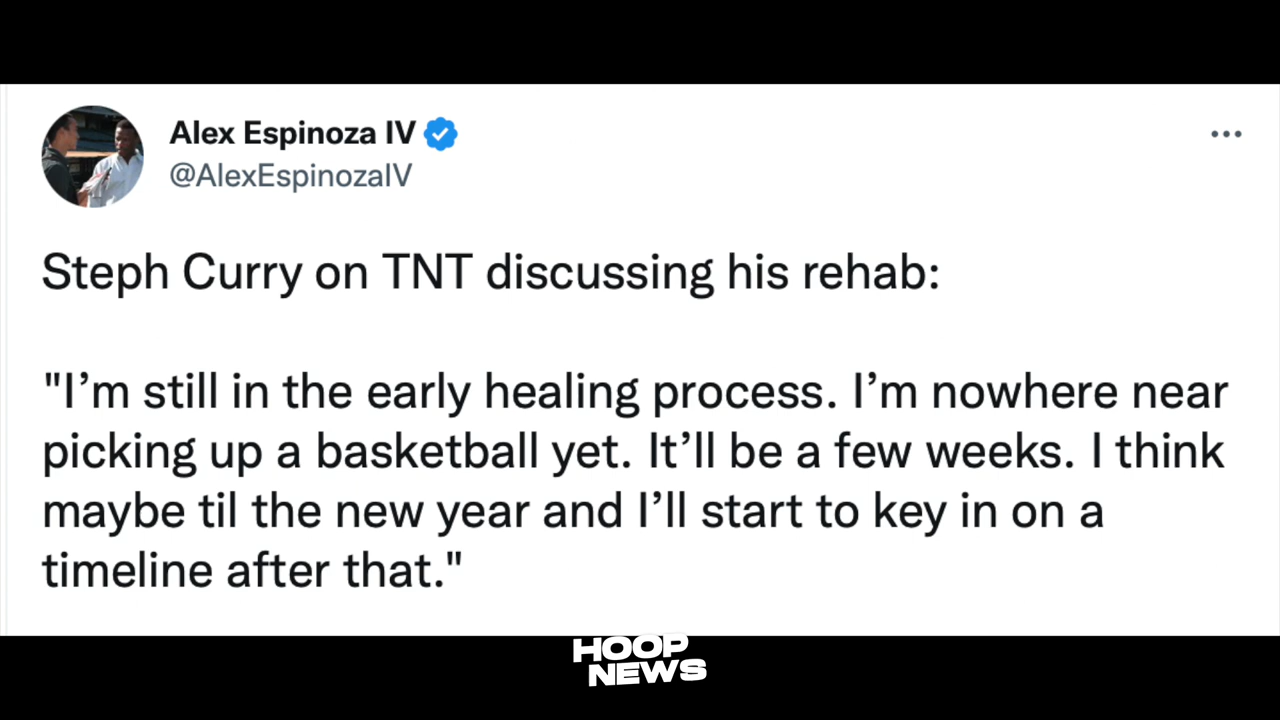 Alex Espinoza IV
@AlexEspinozaIV
Steph Curry on TNT discussing his rehab:
"I’m still in the early healing process. I’m nowhere near
picking up a basketball yet. It’ll be a few weeks. I think
maybe til the new year and I’ll start to key in on a
timeline after that."
HOOP
NEWS